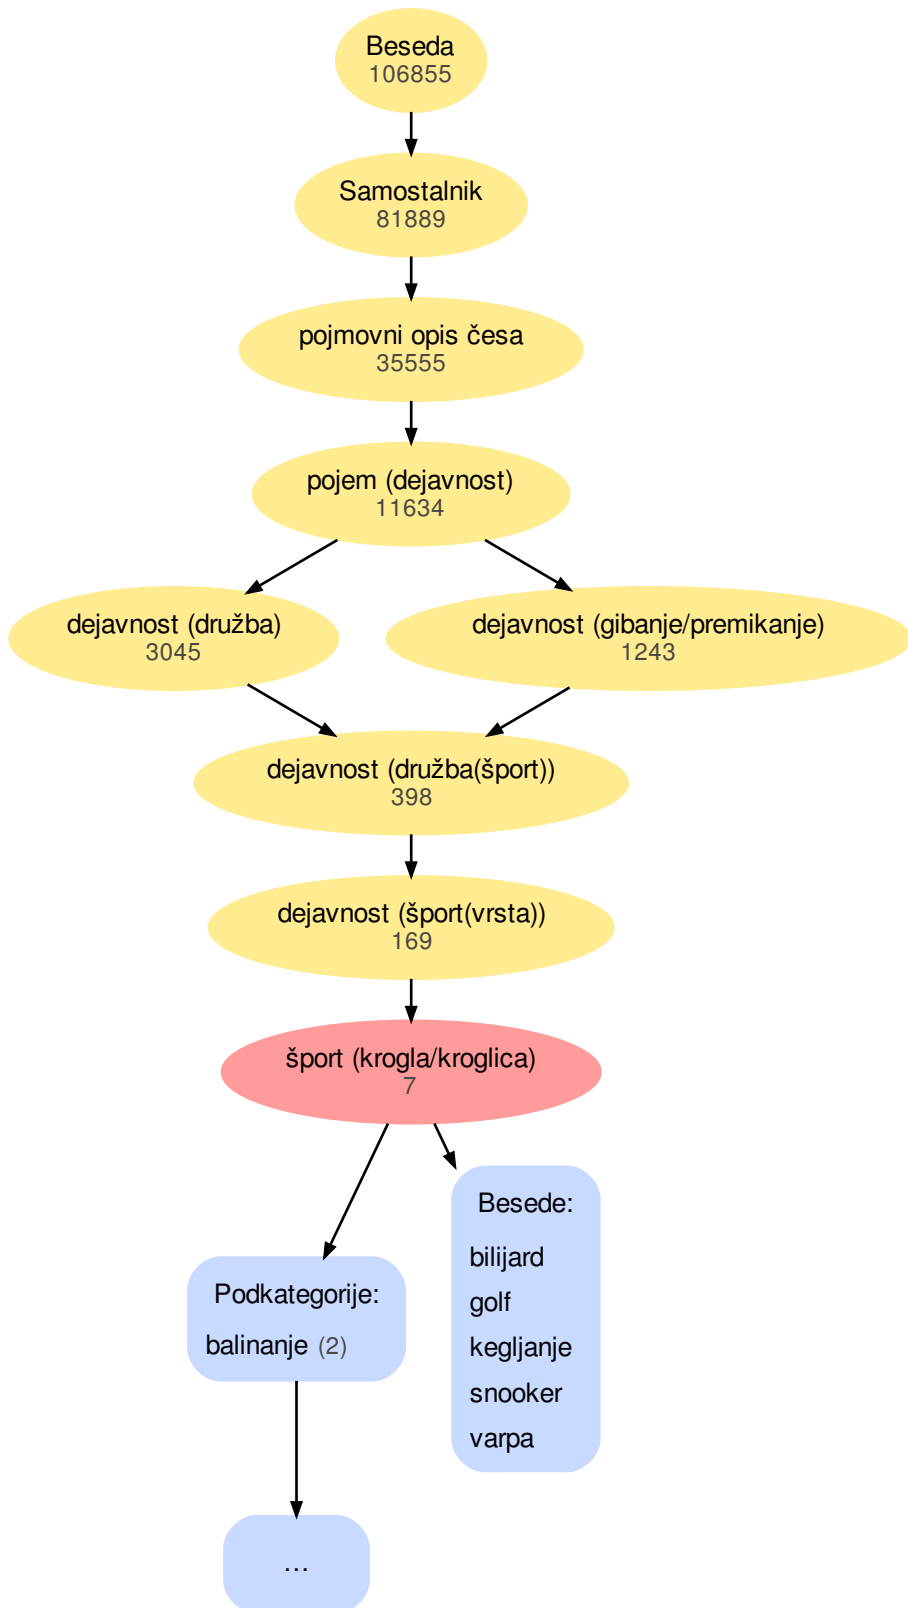 Beseda
106855
Samostalnik
81889
pojmovni opis česa
35555
pojem (dejavnost)
11634
dejavnost (družba)
3045
dejavnost (gibanje/premikanje)
1243
dejavnost (družba(šport))
398
dejavnost (šport(vrsta))
169
šport (krogla/kroglica)
7
Besede:
bilijard
golf
kegljanje
snooker
varpa
Podkategorije:
balinanje (2)
...